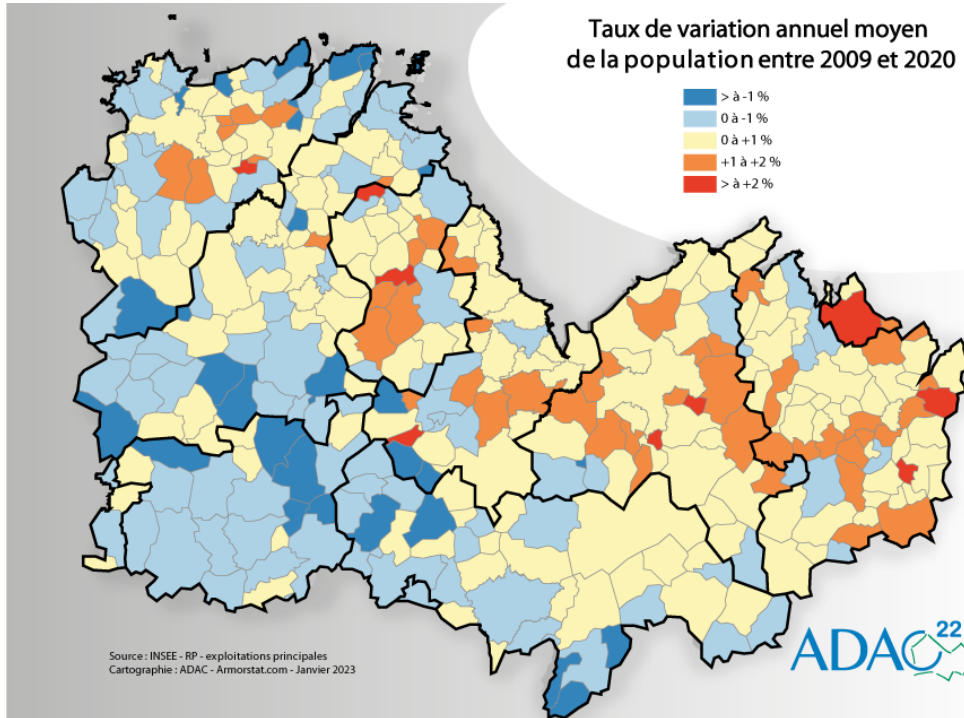 Taux de variation annuel moyen
de la population entre 2009 et 2020
> à -1 %
0 à -1 %
0 à +1 %
+1 à +2 %
> à +2 %
Source : INSEE - RP - exploitations principales
Cartographie : ADAC - Armorstat.com - Janvier 2023
ADAC 22